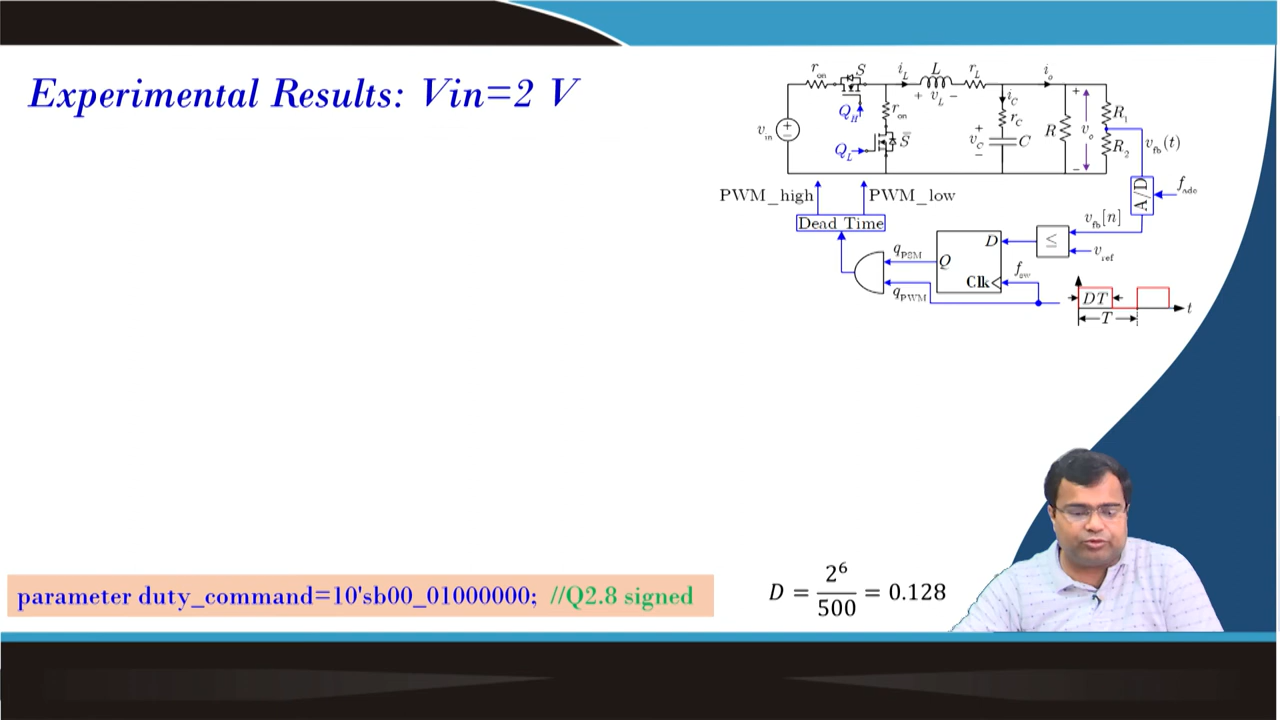 Experimental Results: Vin=2 V
r_on S i_L L r_L i_o
+ v_L −
Q_H r_on i_C + R_1
v_in + − r_C R v_o v_fb(t)
Q_L S̅ + v_C − C R_2
−
PWM_high PWM_low A/D f_adc
Dead Time v_fb[n]
D ≤
q_PSM Q v_ref
f_sw
Clk
q_PWM DT
T t
parameter duty_command=10'sb00_01000000; //Q2.8 signed
D = 2⁶/500 = 0.128